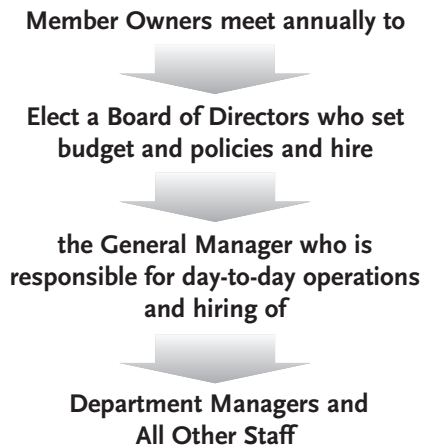 Member Owners meet annually to
Elect a Board of Directors who set
budget and policies and hire
the General Manager who is
responsible for day-to-day operations
and hiring of
Department Managers and
All Other Staff